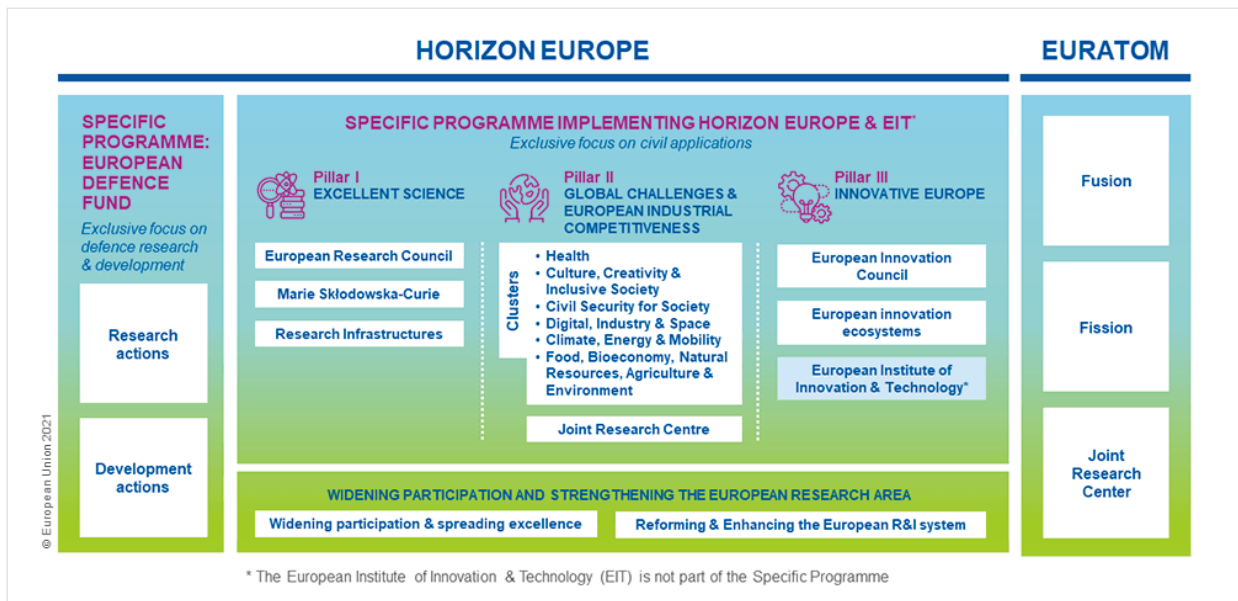 HORIZON EUROPE
EURATOM
SPECIFIC
PROGRAMME:
EUROPEAN
DEFENCE
FUND
Exclusive focus on
defence research
& development
Research
actions
Development
actions
SPECIFIC PROGRAMME IMPLEMENTING HORIZON EUROPE & EIT*
Exclusive focus on civil applications
Pillar I
EXCELLENT SCIENCE
European Research Council
Marie Skłodowska-Curie
Research Infrastructures
Pillar II
GLOBAL CHALLENGES &
EUROPEAN INDUSTRIAL
COMPETITIVENESS
Clusters
• Health
• Culture, Creativity &
Inclusive Society
• Civil Security for Society
• Digital, Industry & Space
• Climate, Energy & Mobility
• Food, Bioeconomy, Natural
Resources, Agriculture &
Environment
Joint Research Centre
Pillar III
INNOVATIVE EUROPE
European Innovation
Council
European innovation
ecosystems
European Institute of
Innovation & Technology*
WIDENING PARTICIPATION AND STRENGTHENING THE EUROPEAN RESEARCH AREA
Widening participation & spreading excellence
Reforming & Enhancing the European R&I system
Fusion
Fission
Joint
Research
Center
* The European Institute of Innovation & Technology (EIT) is not part of the Specific Programme
© European Union 2021